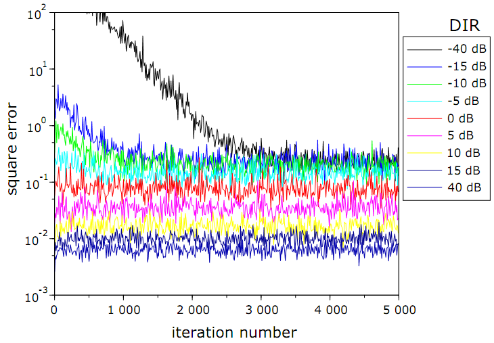 DIR
-40 dB
-15 dB
-10 dB
-5 dB
0 dB
5 dB
10 dB
15 dB
40 dB
10²
10¹
10⁰
10⁻¹
10⁻²
10⁻³
square error
0
1 000
2 000
3 000
4 000
5 000
iteration number